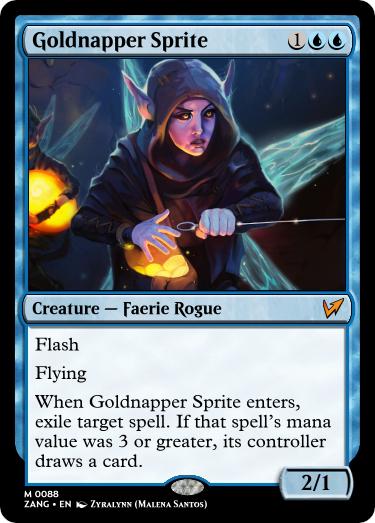 Goldnapper Sprite 1
Creature — Faerie Rogue
Flash
Flying
When Goldnapper Sprite enters,
exile target spell. If that spell's mana
value was 3 or greater, its controller
draws a card.
2/1
M 0088
ZANG • EN Zyralynn (Malena Santos)